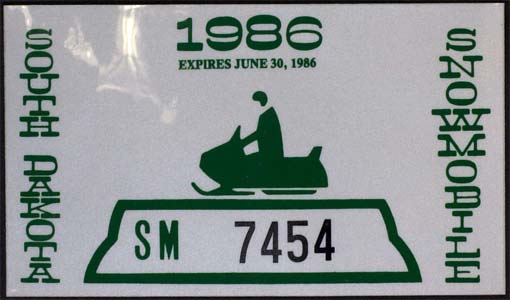 1986
EXPIRES JUNE 30, 1986
SOUTH DAKOTA
SNOWMOBILE
SM 7454